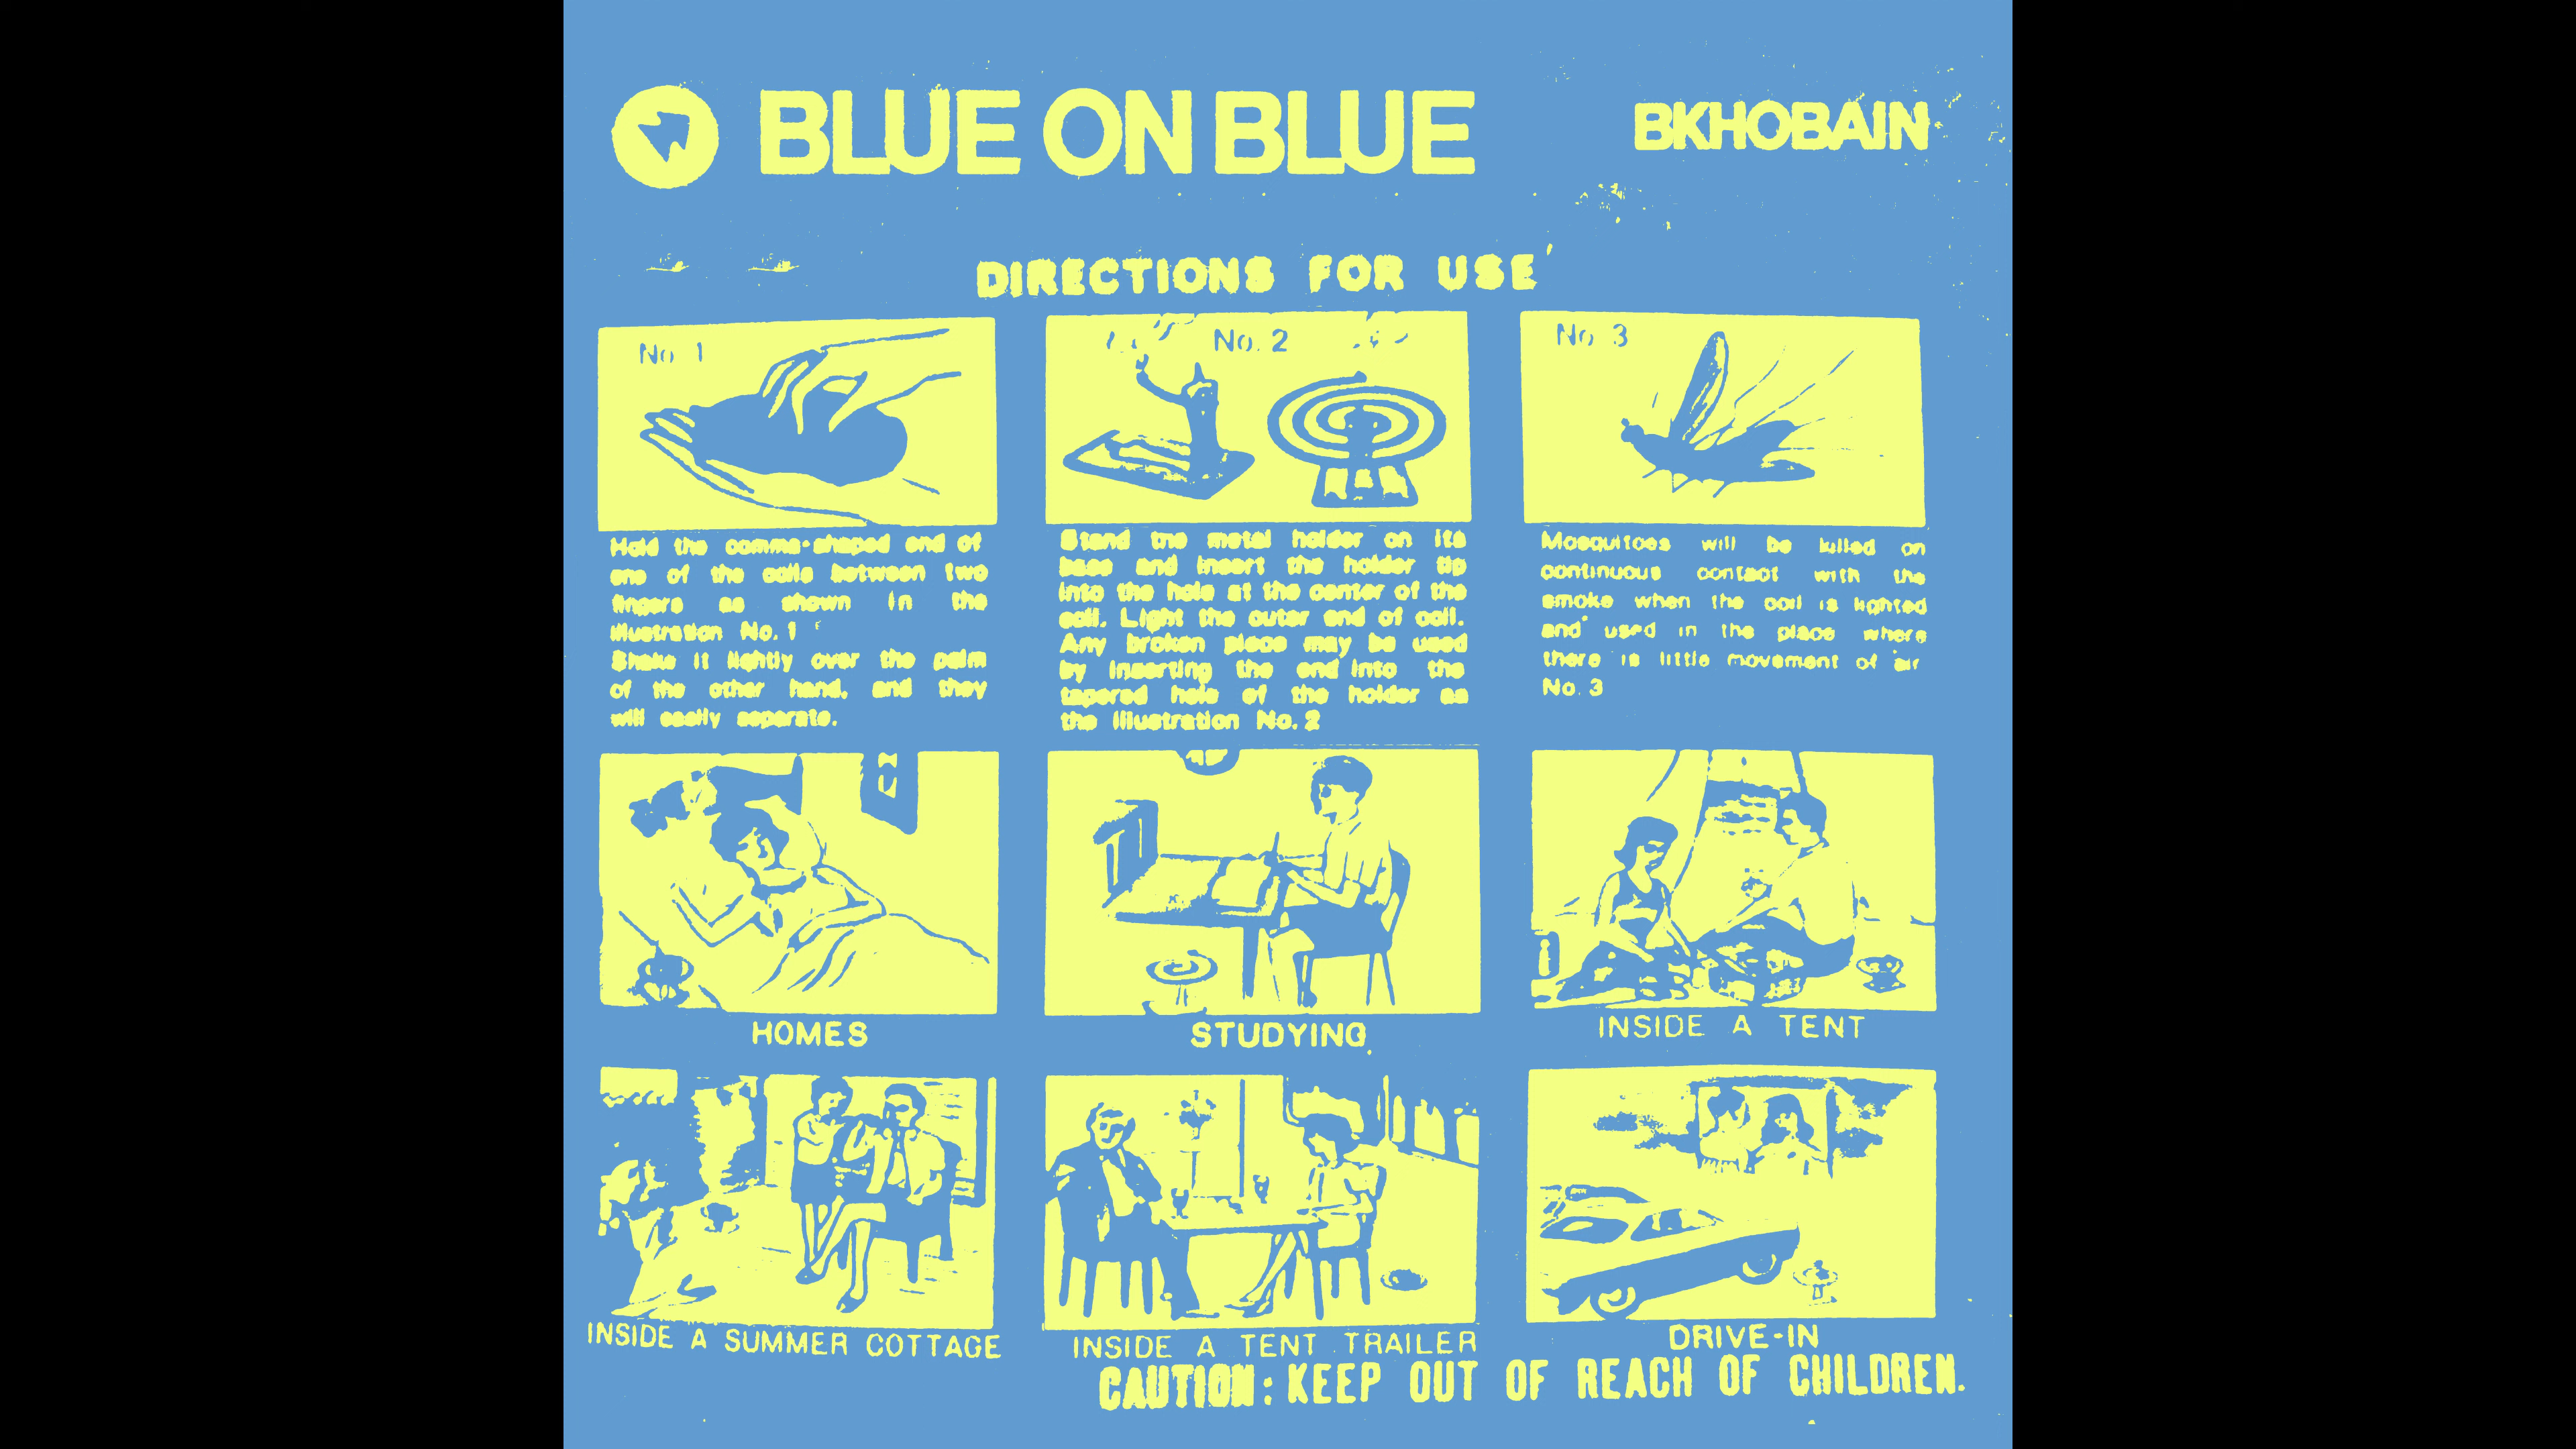 BLUE ON BLUE
BKHOBAIN
DIRECTIONS FOR USE
No. 1
Hold the comma-shaped end of
one of the coils between two
fingers as shown in the
illustration No. 1
Shake it lightly over the palm
of the other hand, and they
will easily separate.
No. 2
Stand the metal holder on its
base and insert the holder tip
into the hole at the center of the
coil. Light the outer end of coil.
Any broken piece may be used
by inserting the end into the
tapered hole of the holder as
the illustration No. 2
No. 3
Mosquitoes will be killed on
continuous contact with the
smoke when the coil is lighted
and used in the place where
there is little movement of air
No. 3
HOMES
STUDYING
INSIDE A TENT
INSIDE A SUMMER COTTAGE
INSIDE A TENT TRAILER
DRIVE-IN
CAUTION: KEEP OUT OF REACH OF CHILDREN.